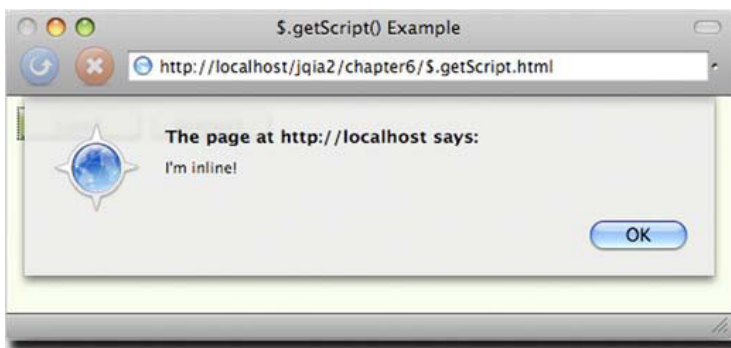 $.getScript() Example
http://localhost/jqia2/chapter6/$.getScript.html
The page at http://localhost says:
I'm inline!
OK